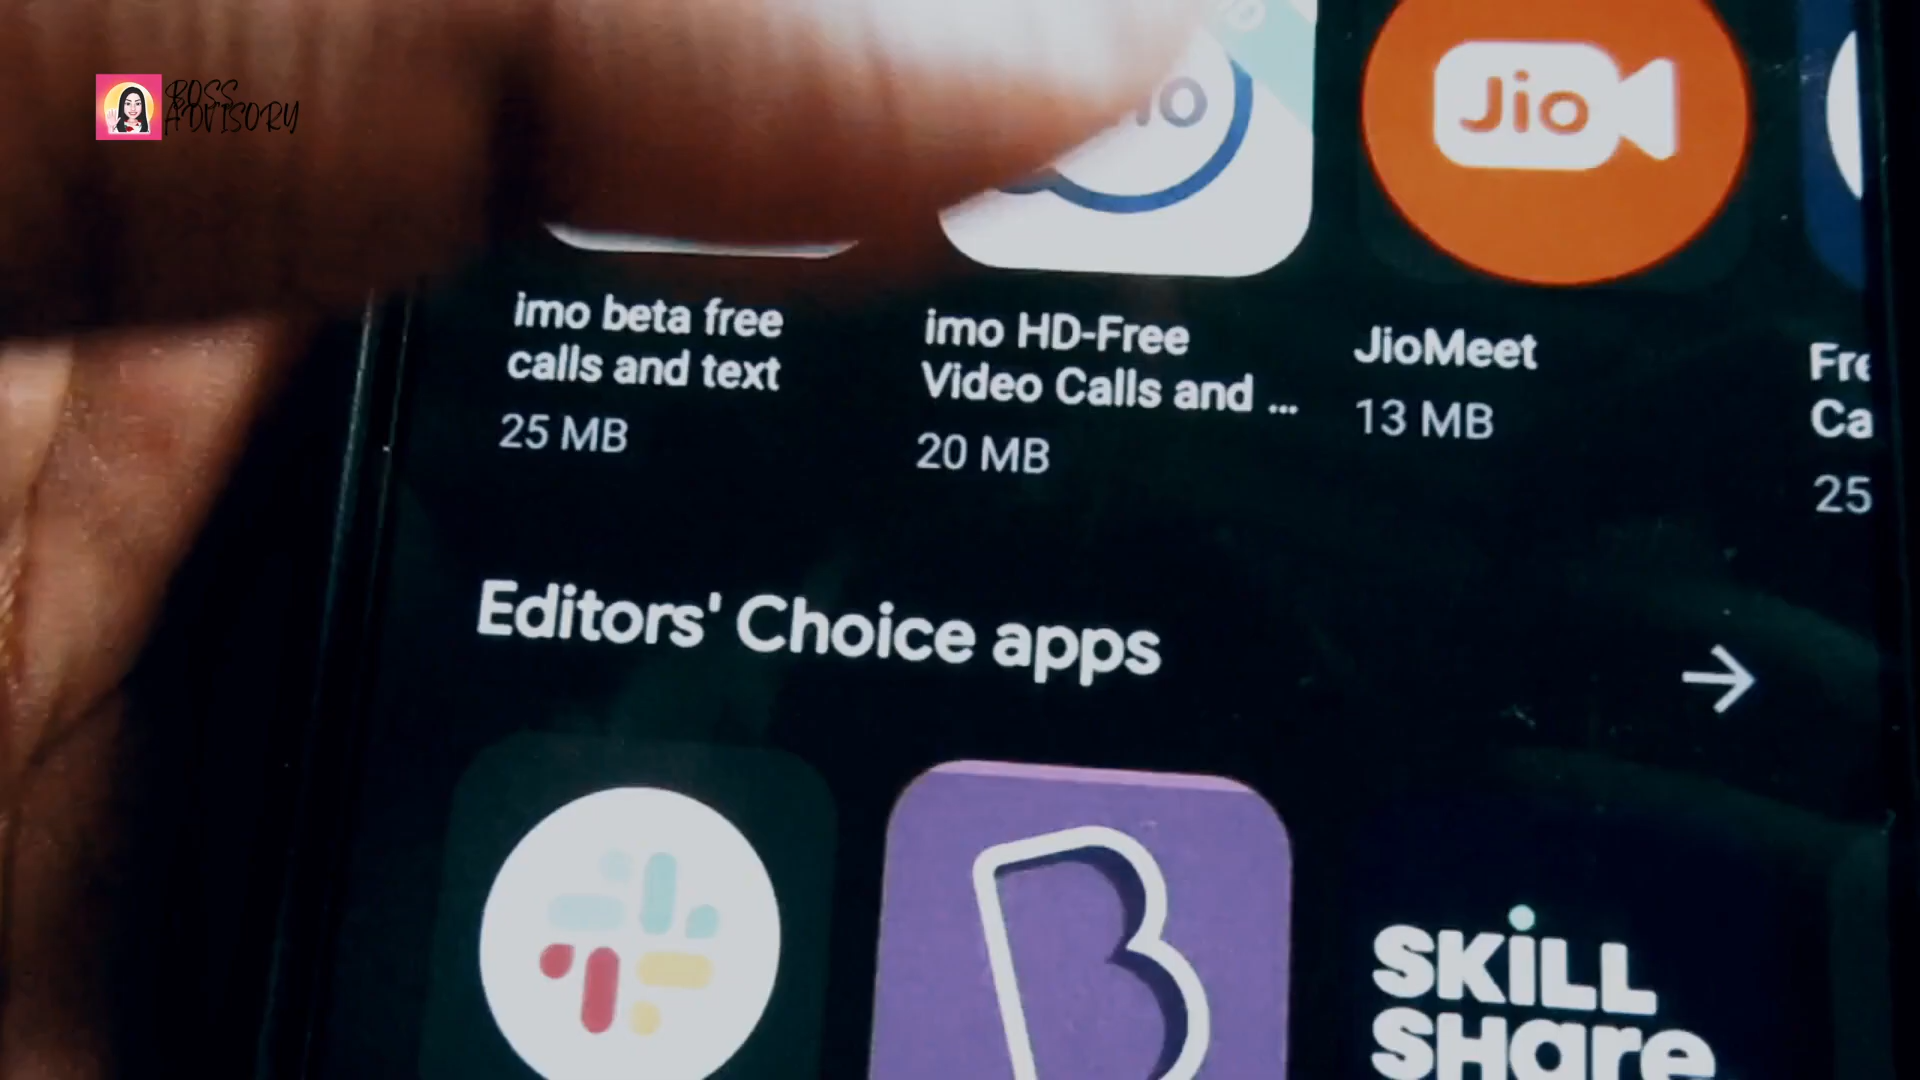 BOSS
ADVISORY
Jio
imo beta free
calls and text
25 MB
imo HD-Free
Video Calls and ...
20 MB
JioMeet
13 MB
25
Editors' Choice apps
B
SKILL
SHare